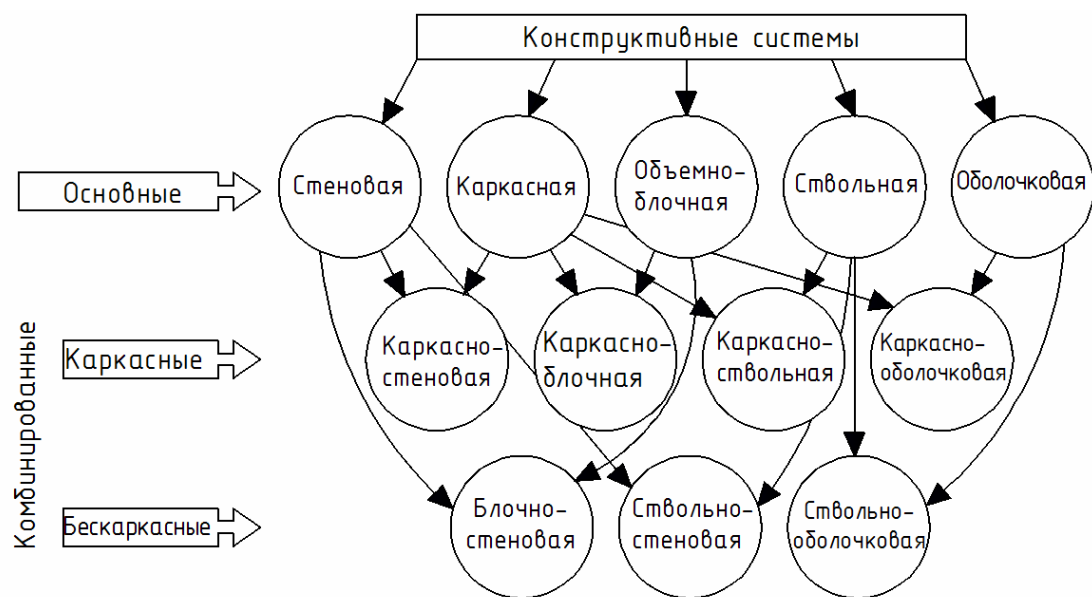 Конструктивные системы
Основные
Стеновая
Каркасная
Объемно-
блочная
Ствольная
Оболочковая
Комбинированные
Каркасные
Каркасно-
стеновая
Каркасно-
блочная
Каркасно-
ствольная
Каркасно-
оболочковая
Бескаркасные
Блочно-
стеновая
Ствольно-
стеновая
Ствольно-
оболочковая